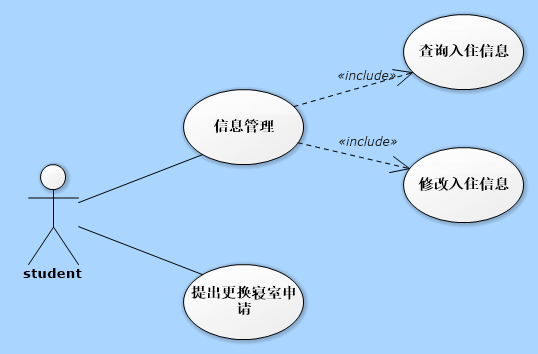 查询入住信息
«include»
信息管理
«include»
修改入住信息
student
提出更换寝室申
请